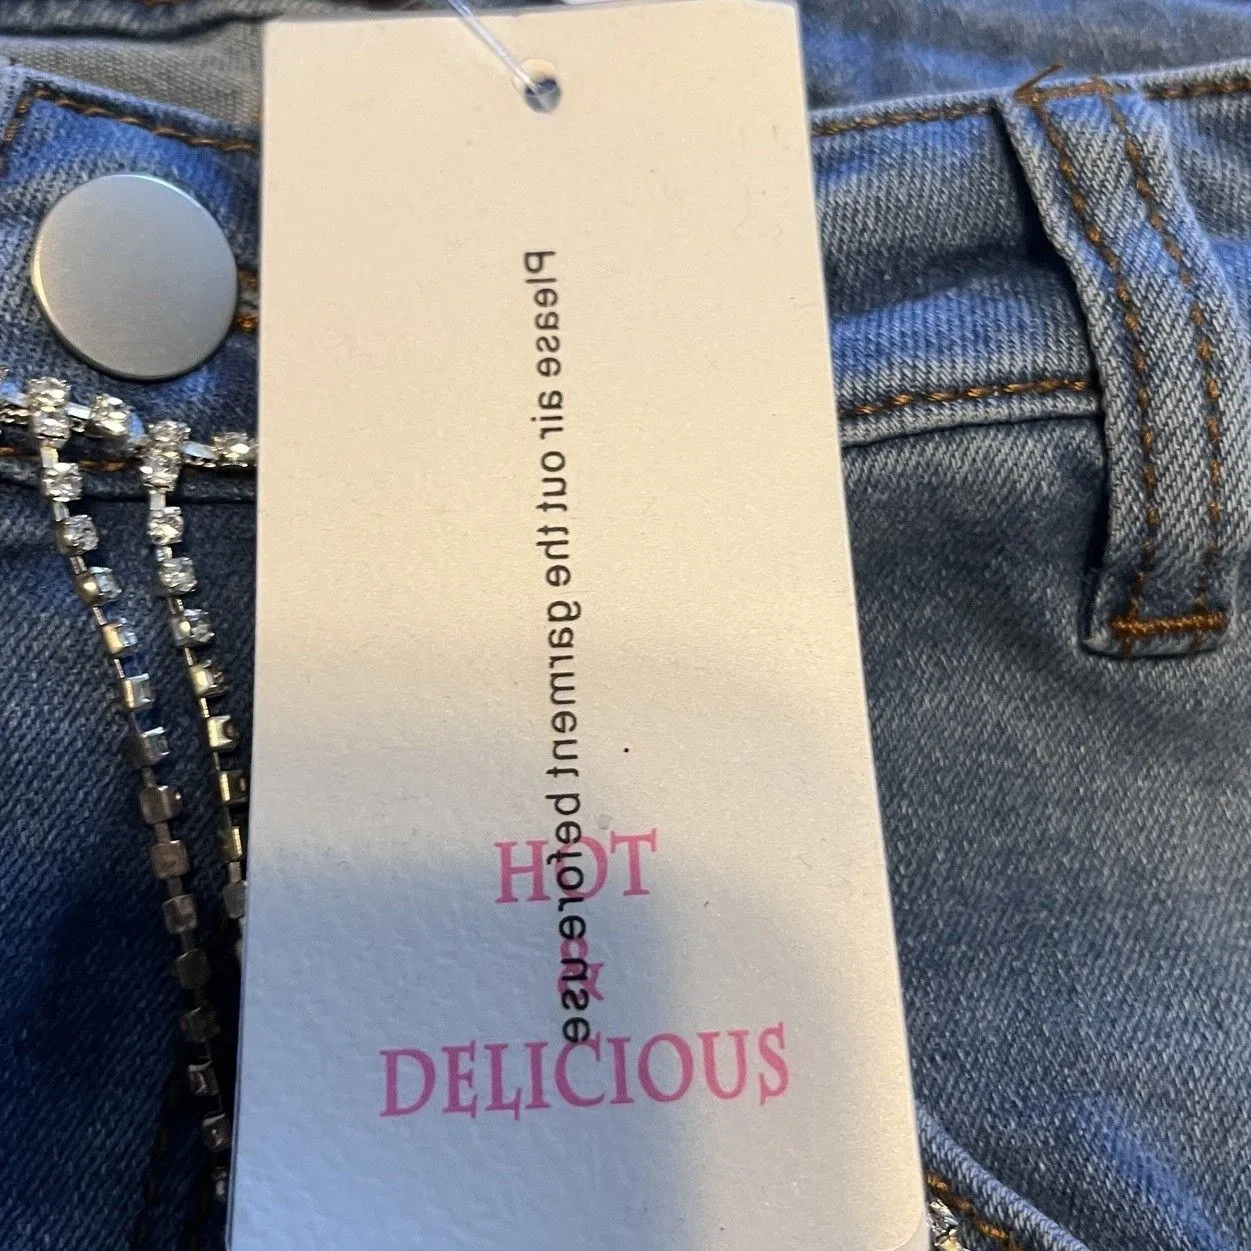 Please air out the garment before use
HOT
&
DELICIOUS